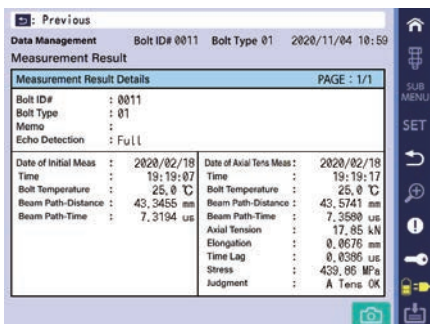 : Previous
Data Management Bolt ID# 0011 Bolt Type 01 2020/11/04 10:59
Measurement Result
Measurement Result Details PAGE : 1/1
Bolt ID# : 0011
Bolt Type : 01
Memo :
Echo Detection : Full
Date of Initial Meas : 2020/02/18
Time : 19:19:07
Bolt Temperature : 25.0 ℃
Beam Path-Distance : 43.3455 mm
Beam Path-Time : 7.3194 us
Date of Axial Tens Meas : 2020/02/18
Time : 19:19:17
Bolt Temperature : 25.0 ℃
Beam Path-Distance : 43.5741 mm
Beam Path-Time : 7.3580 us
Axial Tension : 17.85 kN
Elongation : 0.0676 mm
Time Lag : 0.0386 us
Stress : 439.86 MPa
Judgment : A Tens OK
SUB
MENU
SET